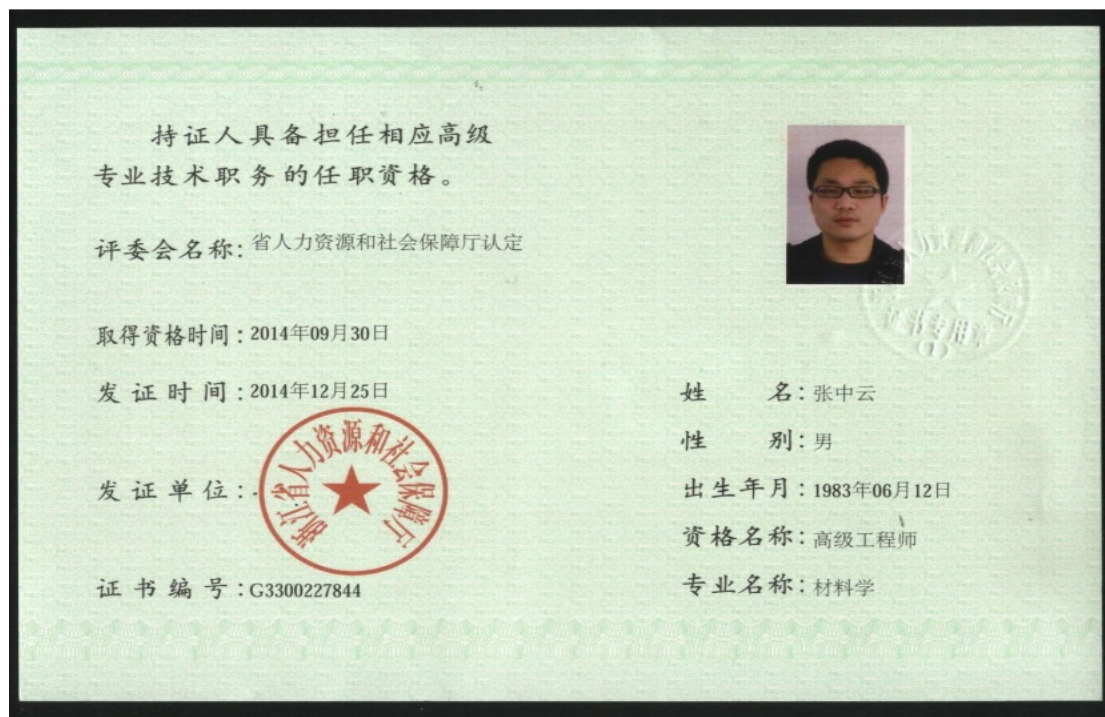 持证人具备担任相应高级
专业技术职务的任职资格。
评委会名称:省人力资源和社会保障厅认定
取得资格时间:2014年09月30日
发证时间:2014年12月25日
发证单位:
浙江省人力资源和社会保障厅
证书编号:G3300227844
姓名:张中云
性别:男
出生年月:1983年06月12日
资格名称:高级工程师
专业名称:材料学